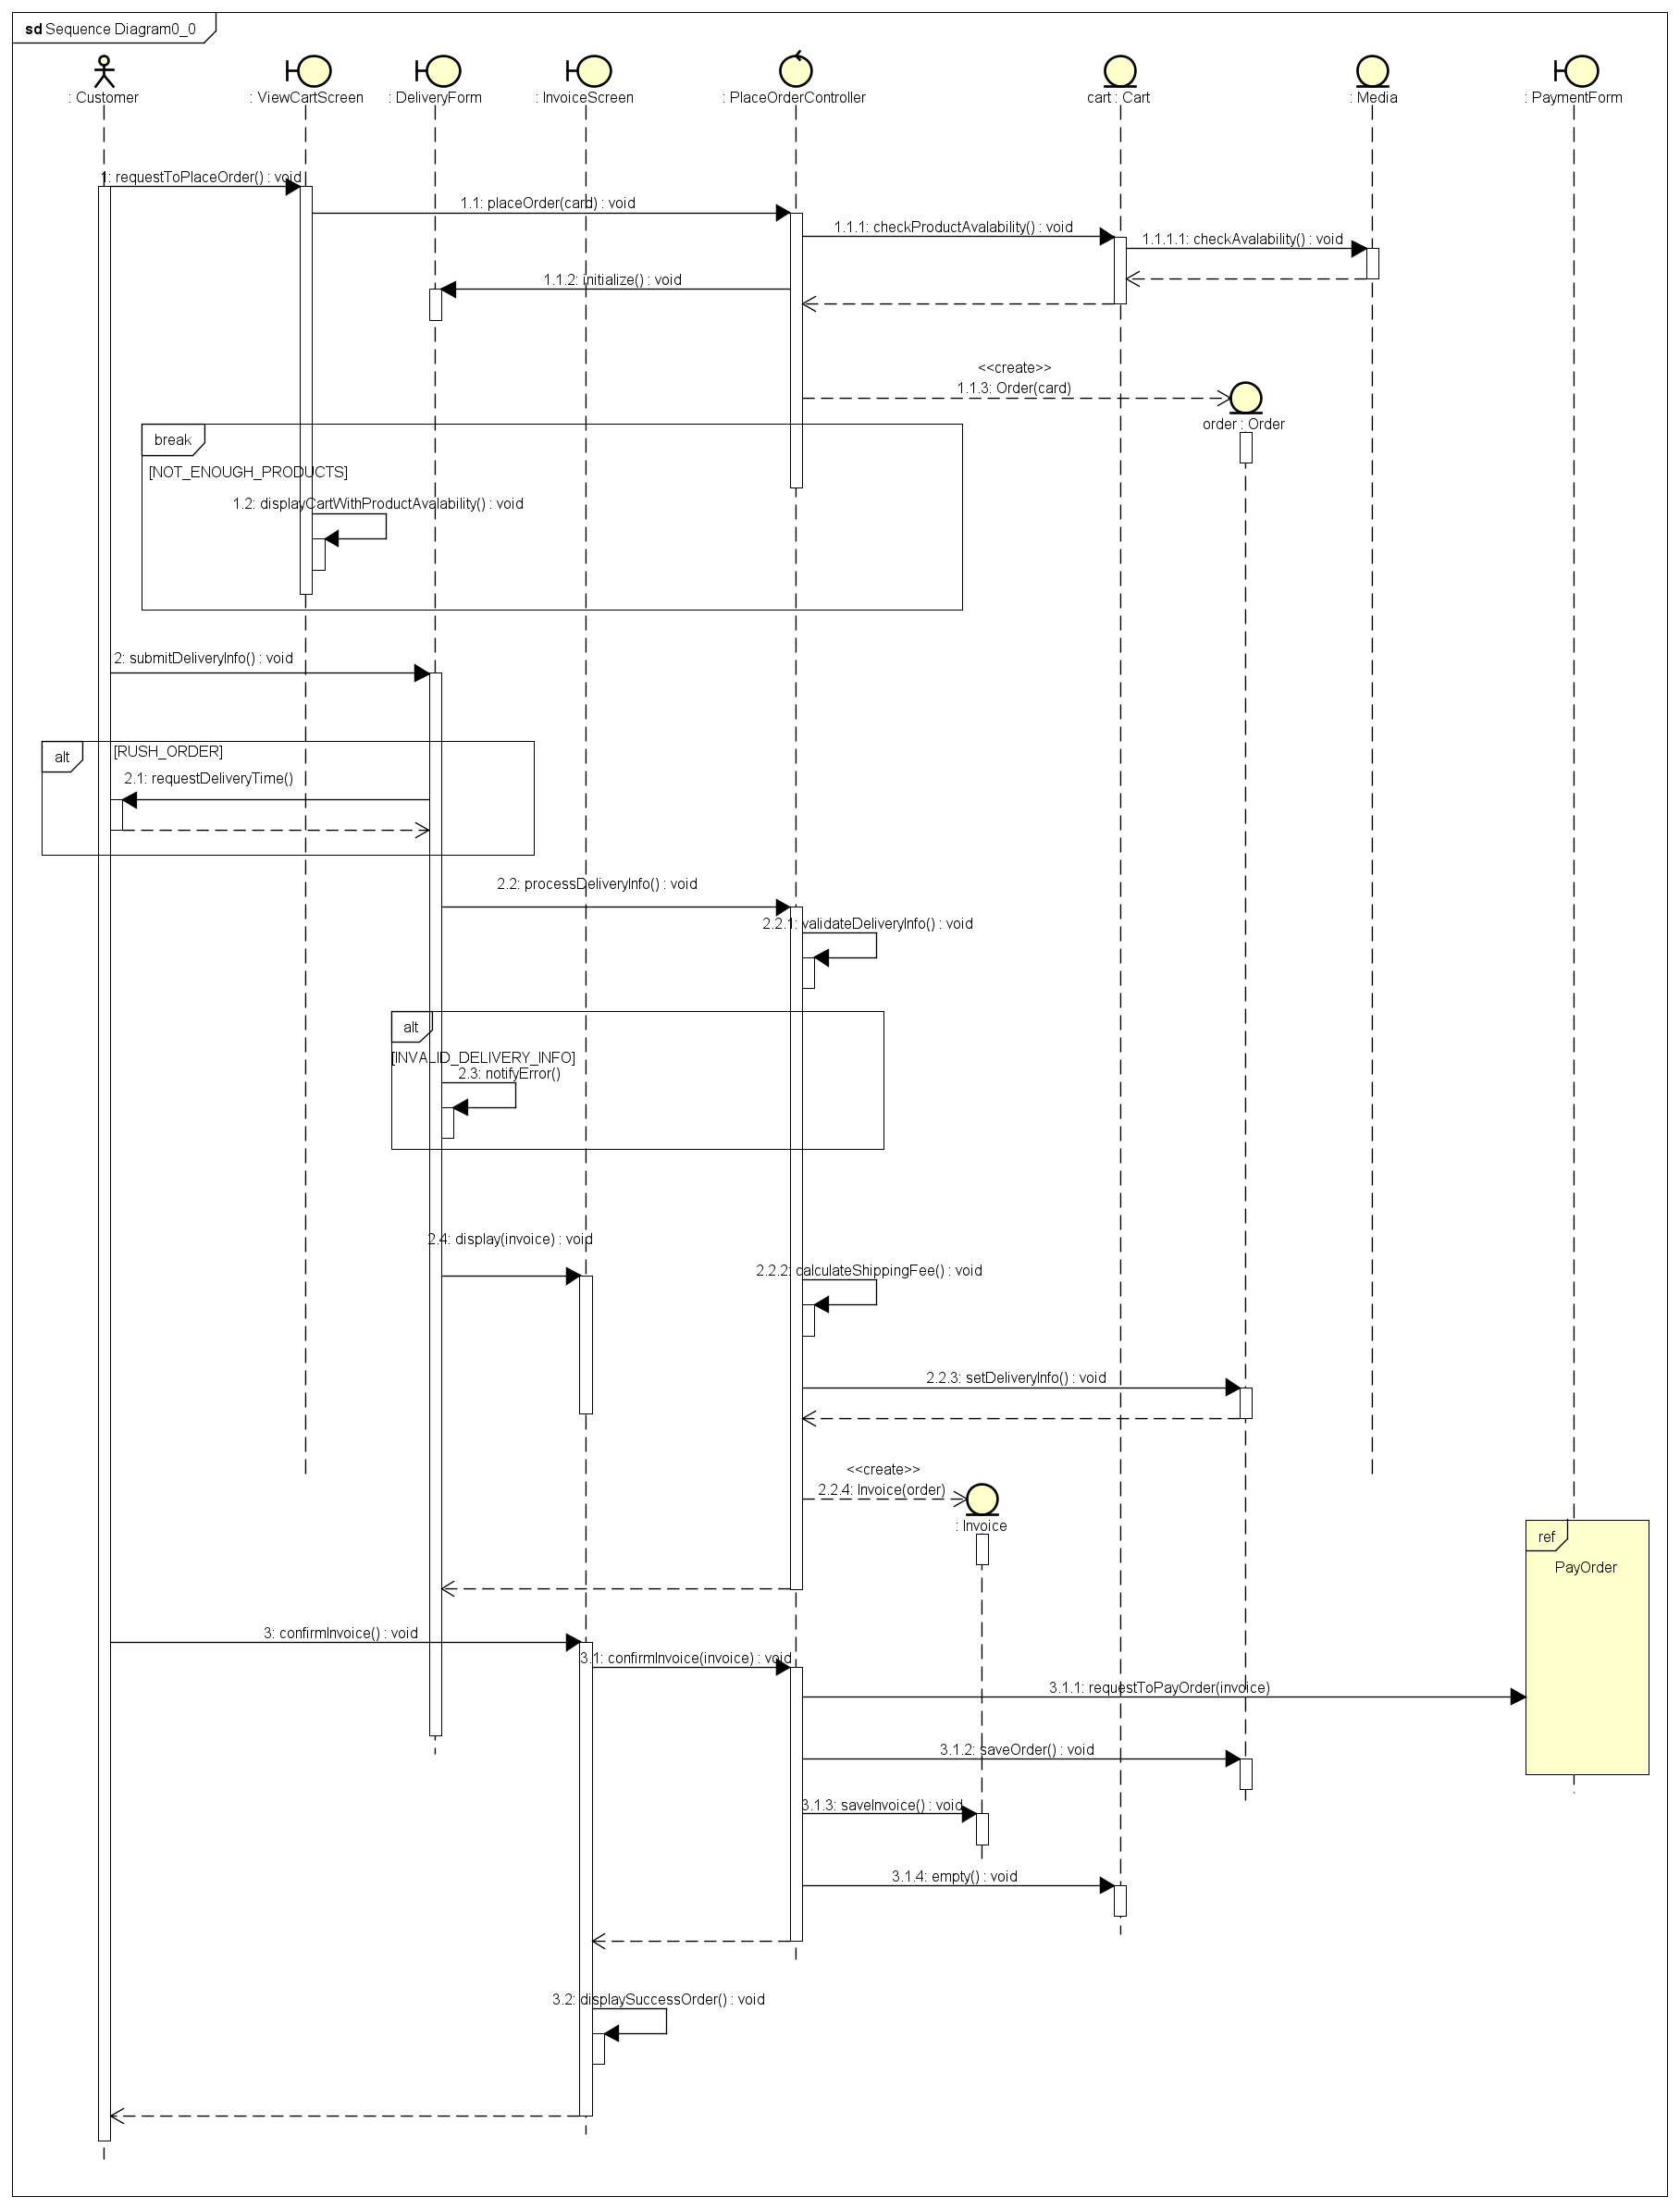 sd Sequence Diagram0_0
: Customer
: ViewCartScreen
: DeliveryForm
: InvoiceScreen
: PlaceOrderController
cart : Cart
: Media
: PaymentForm
1: requestToPlaceOrder() : void
1.1: placeOrder(card) : void
1.1.1: checkProductAvalability() : void
1.1.1.1: checkAvalability() : void
1.1.2: initialize() : void
<<create>>
1.1.3: Order(card)
order : Order
break
[NOT_ENOUGH_PRODUCTS]
1.2: displayCartWithProductAvalability() : void
2: submitDeliveryInfo() : void
alt
[RUSH_ORDER]
2.1: requestDeliveryTime()
2.2: processDeliveryInfo() : void
2.2.1: validateDeliveryInfo() : void
alt
[INVALID_DELIVERY_INFO]
2.3: notifyError()
2.4: display(invoice) : void
2.2.2: calculateShippingFee() : void
2.2.3: setDeliveryInfo() : void
<<create>>
2.2.4: Invoice(order)
: Invoice
ref
PayOrder
3: confirmInvoice() : void
3.1: confirmInvoice(invoice) : void
3.1.1: requestToPayOrder(invoice)
3.1.2: saveOrder() : void
3.1.3: saveInvoice() : void
3.1.4: empty() : void
3.2: displaySuccessOrder() : void